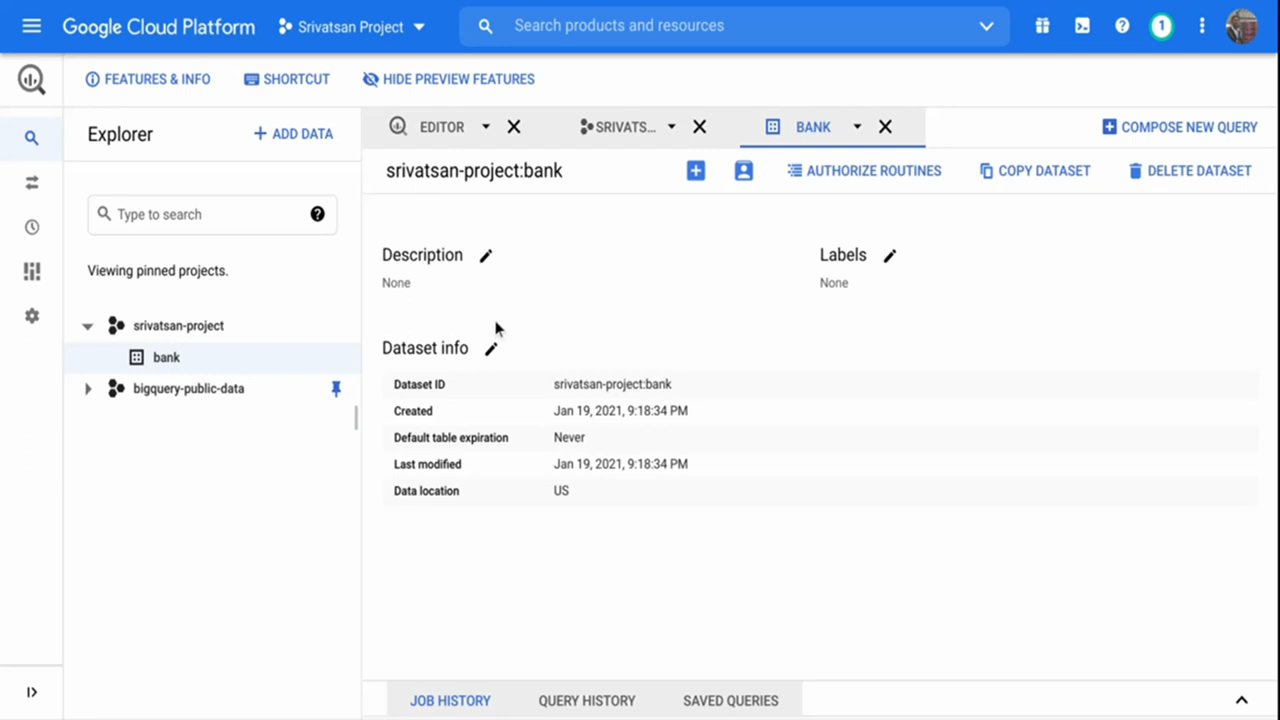 Google Cloud Platform Srivatsan Project Search products and resources 1
FEATURES & INFO SHORTCUT HIDE PREVIEW FEATURES
Explorer + ADD DATA
EDITOR SRIVATS... BANK COMPOSE NEW QUERY
srivatsan-project:bank AUTHORIZE ROUTINES COPY DATASET DELETE DATASET
Type to search
Viewing pinned projects.
srivatsan-project
bank
bigquery-public-data
Description Labels
None None
Dataset info
Dataset ID srivatsan-project:bank
Created Jan 19, 2021, 9:18:34 PM
Default table expiration Never
Last modified Jan 19, 2021, 9:18:34 PM
Data location US
JOB HISTORY QUERY HISTORY SAVED QUERIES